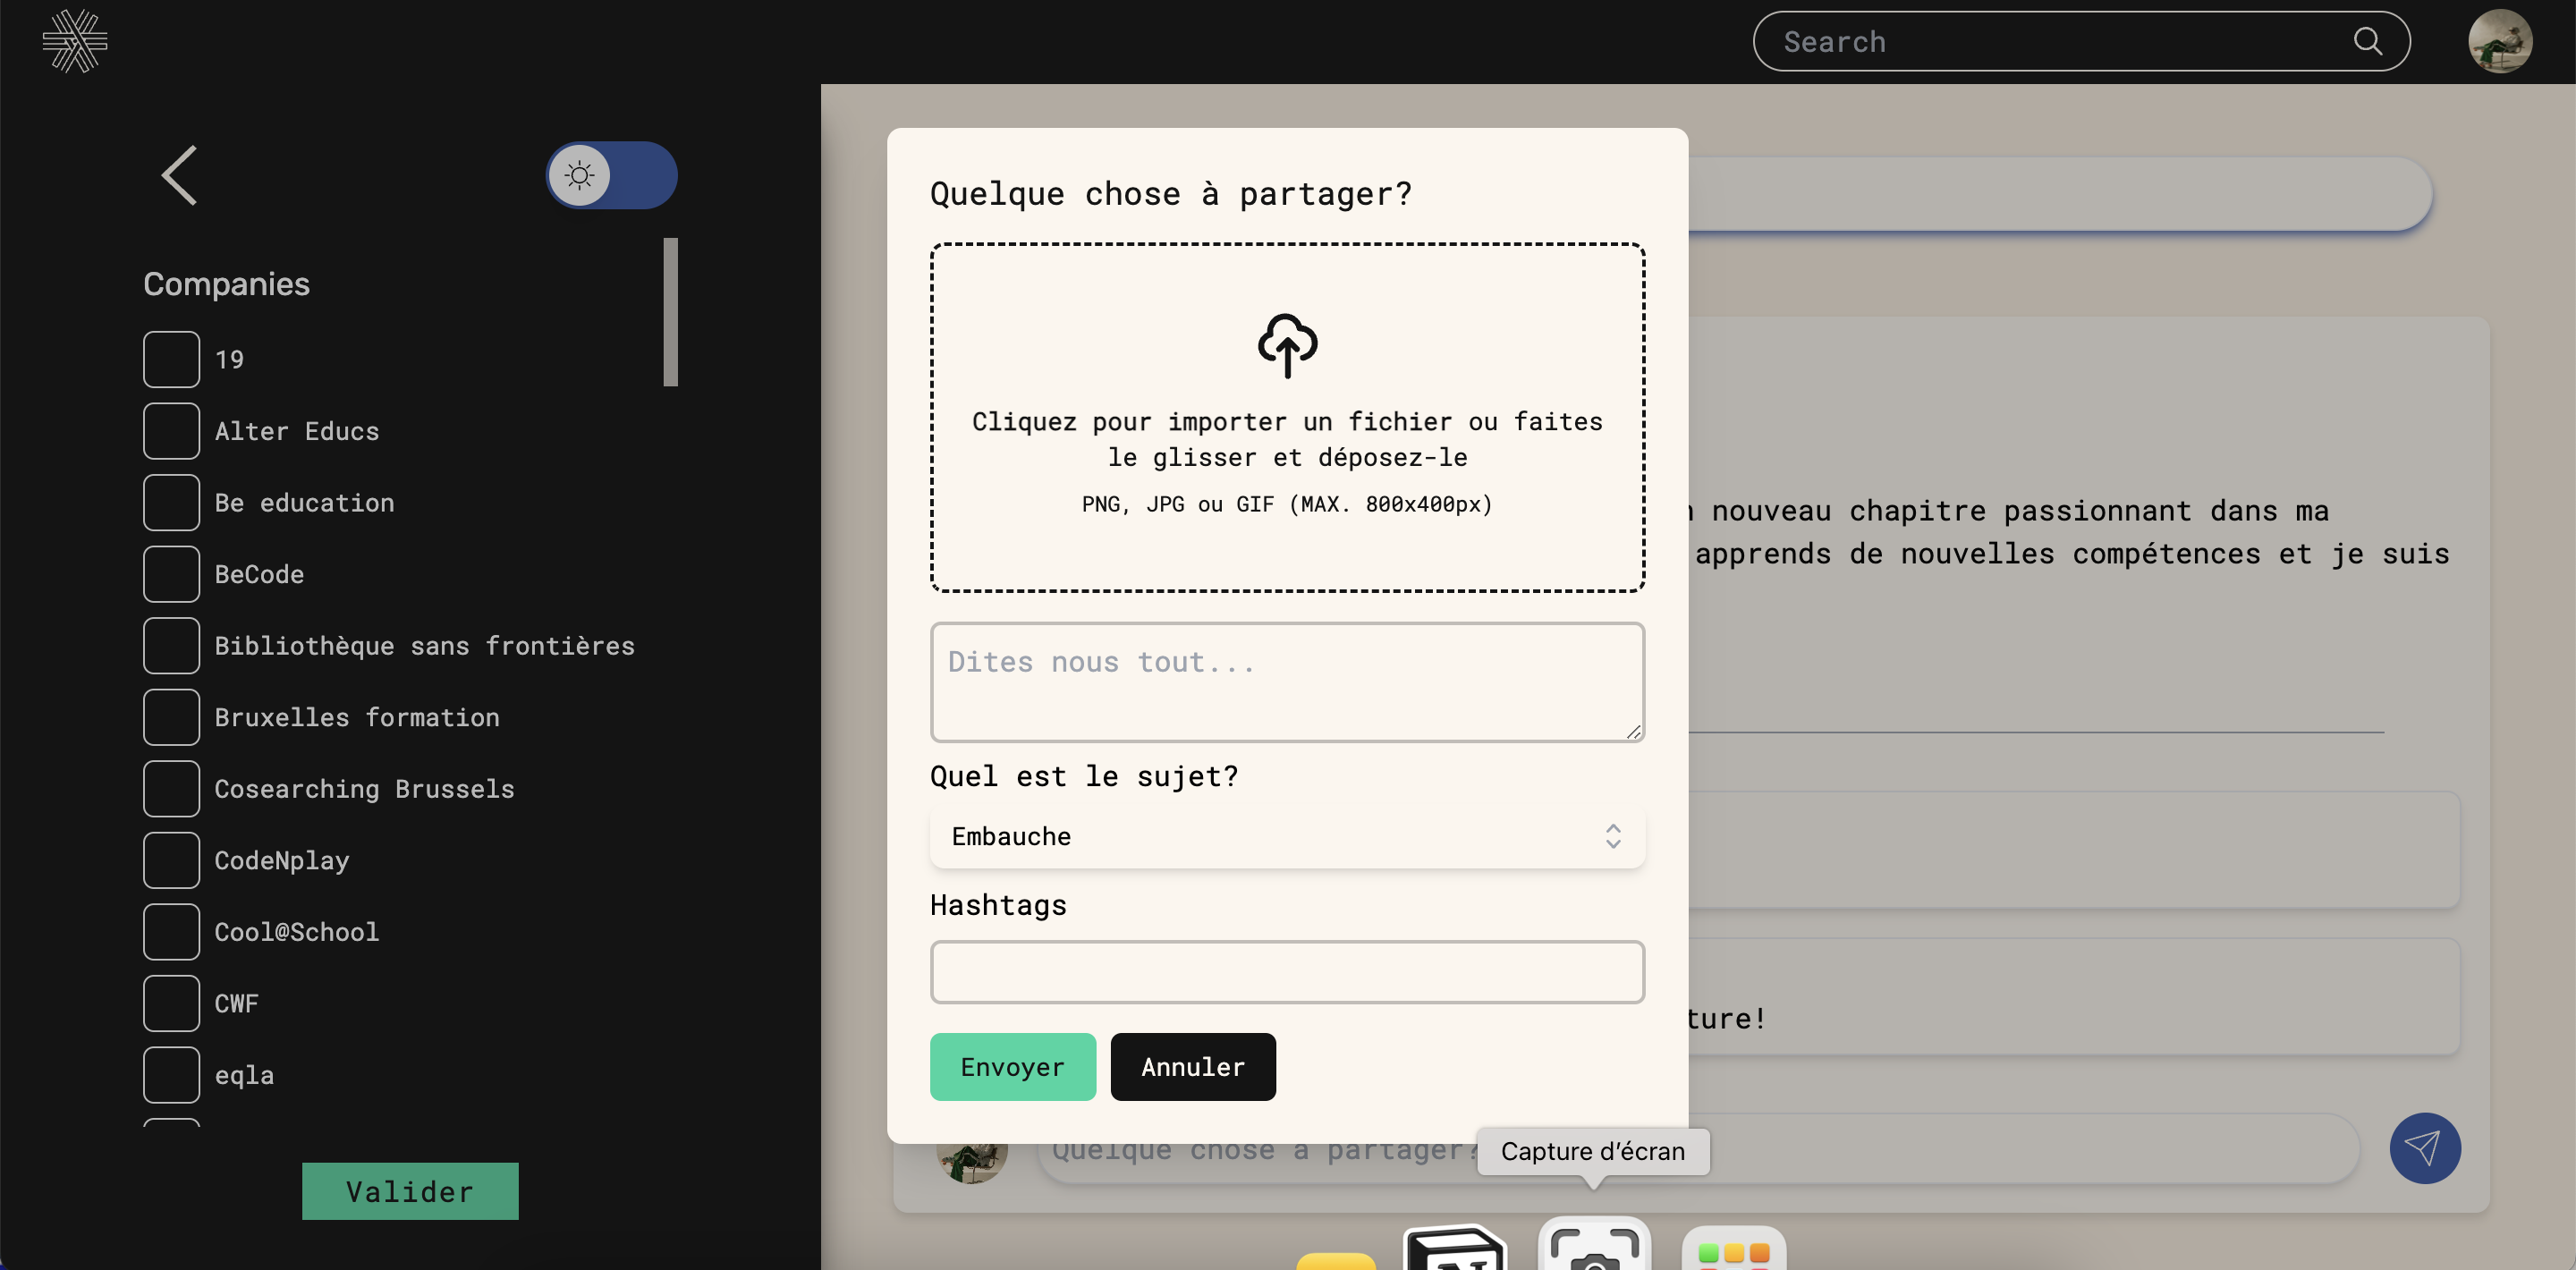 Search
Companies
19
Alter Educs
Be education
BeCode
Bibliothèque sans frontières
Bruxelles formation
Cosearching Brussels
CodeNplay
Cool@School
CWF
eqla
Valider
Quelque chose à partager?
Cliquez pour importer un fichier ou faites
le glisser et déposez-le
PNG, JPG ou GIF (MAX. 800x400px)
Dites nous tout...
Quel est le sujet?
Embauche
Hashtags
Envoyer
Annuler
nouveau chapitre passionnant dans ma
apprends de nouvelles compétences et je suis
ture!
Quelque chose à partager?
Capture d’écran